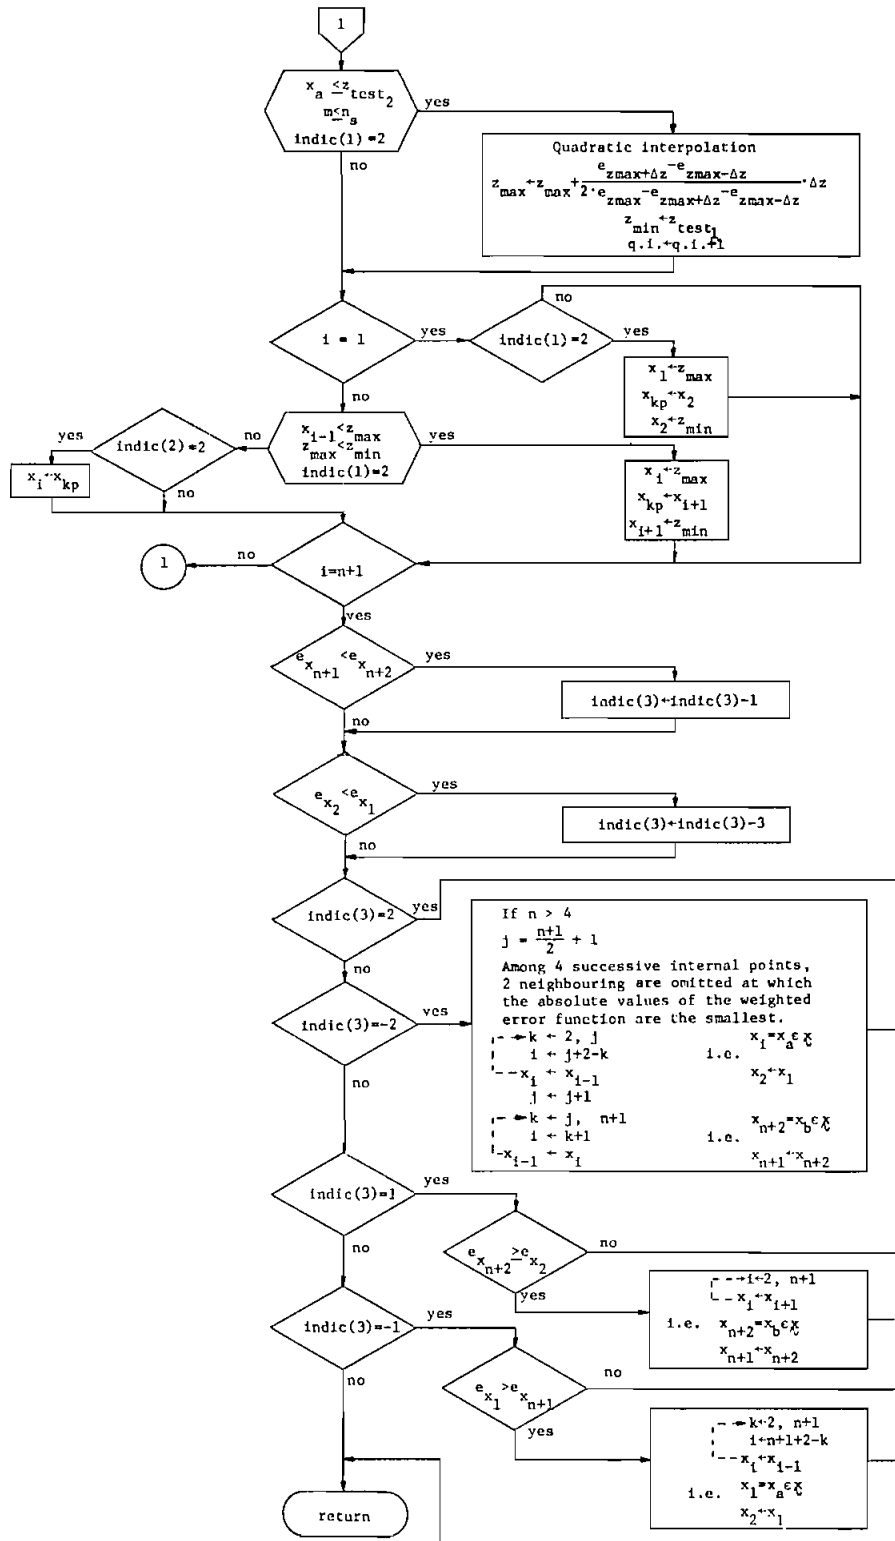 1
x_a ≤ z_test_2
m ≤ n_s
indic(1)=2
yes
no
Quadratic interpolation
z_max ← z_max + (e_zmax+Δz - e_zmax-Δz) / (2·e_zmax - e_zmax+Δz - e_zmax-Δz) · Δz
z_min ← z_test_1
q.i. ← q.i.+1
no
i = 1
yes
indic(1)=2
yes
x_1 ← z_max
x_kp ← x_2
x_2 ← z_min
no
yes
indic(2)=2
no
x_i-1 < z_max
z_max < z_min
indic(1)=2
yes
x_i ← x_kp
no
x_i ← z_max
x_kp ← x_i+1
x_i+1 ← z_min
1
no
i=n+1
yes
e_x_n+1 < e_x_n+2
yes
indic(3)←indic(3)-1
no
e_x_2 < e_x_1
yes
indic(3)←indic(3)-3
no
indic(3)=2
yes
no
If n > 4
j = (n+1)/2 + 1
Among 4 successive internal points,
2 neighbouring are omitted at which
the absolute values of the weighted
error function are the smallest.
k ← 2, j
i ← j+2-k
x_i ← x_i-1
j ← j+1
i.e.
x_1=x_a ε χ
x_2←x_1
k ← j, n+1
i ← k+1
x_i-1 ← x_i
i.e.
x_n+2=x_b ε χ
x_n+1←x_n+2
indic(3)=-2
yes
no
indic(3)=1
yes
no
e_x_n+2 ≥ e_x_2
no
yes
i←2, n+1
x_i←x_i+1
i.e. x_n+2=x_b ε χ
x_n+1←x_n+2
indic(3)=-1
yes
no
e_x_1 > e_x_n+1
no
yes
k←2, n+1
i←n+1+2-k
x_i←x_i-1
i.e. x_1=x_a ε χ
x_2←x_1
return